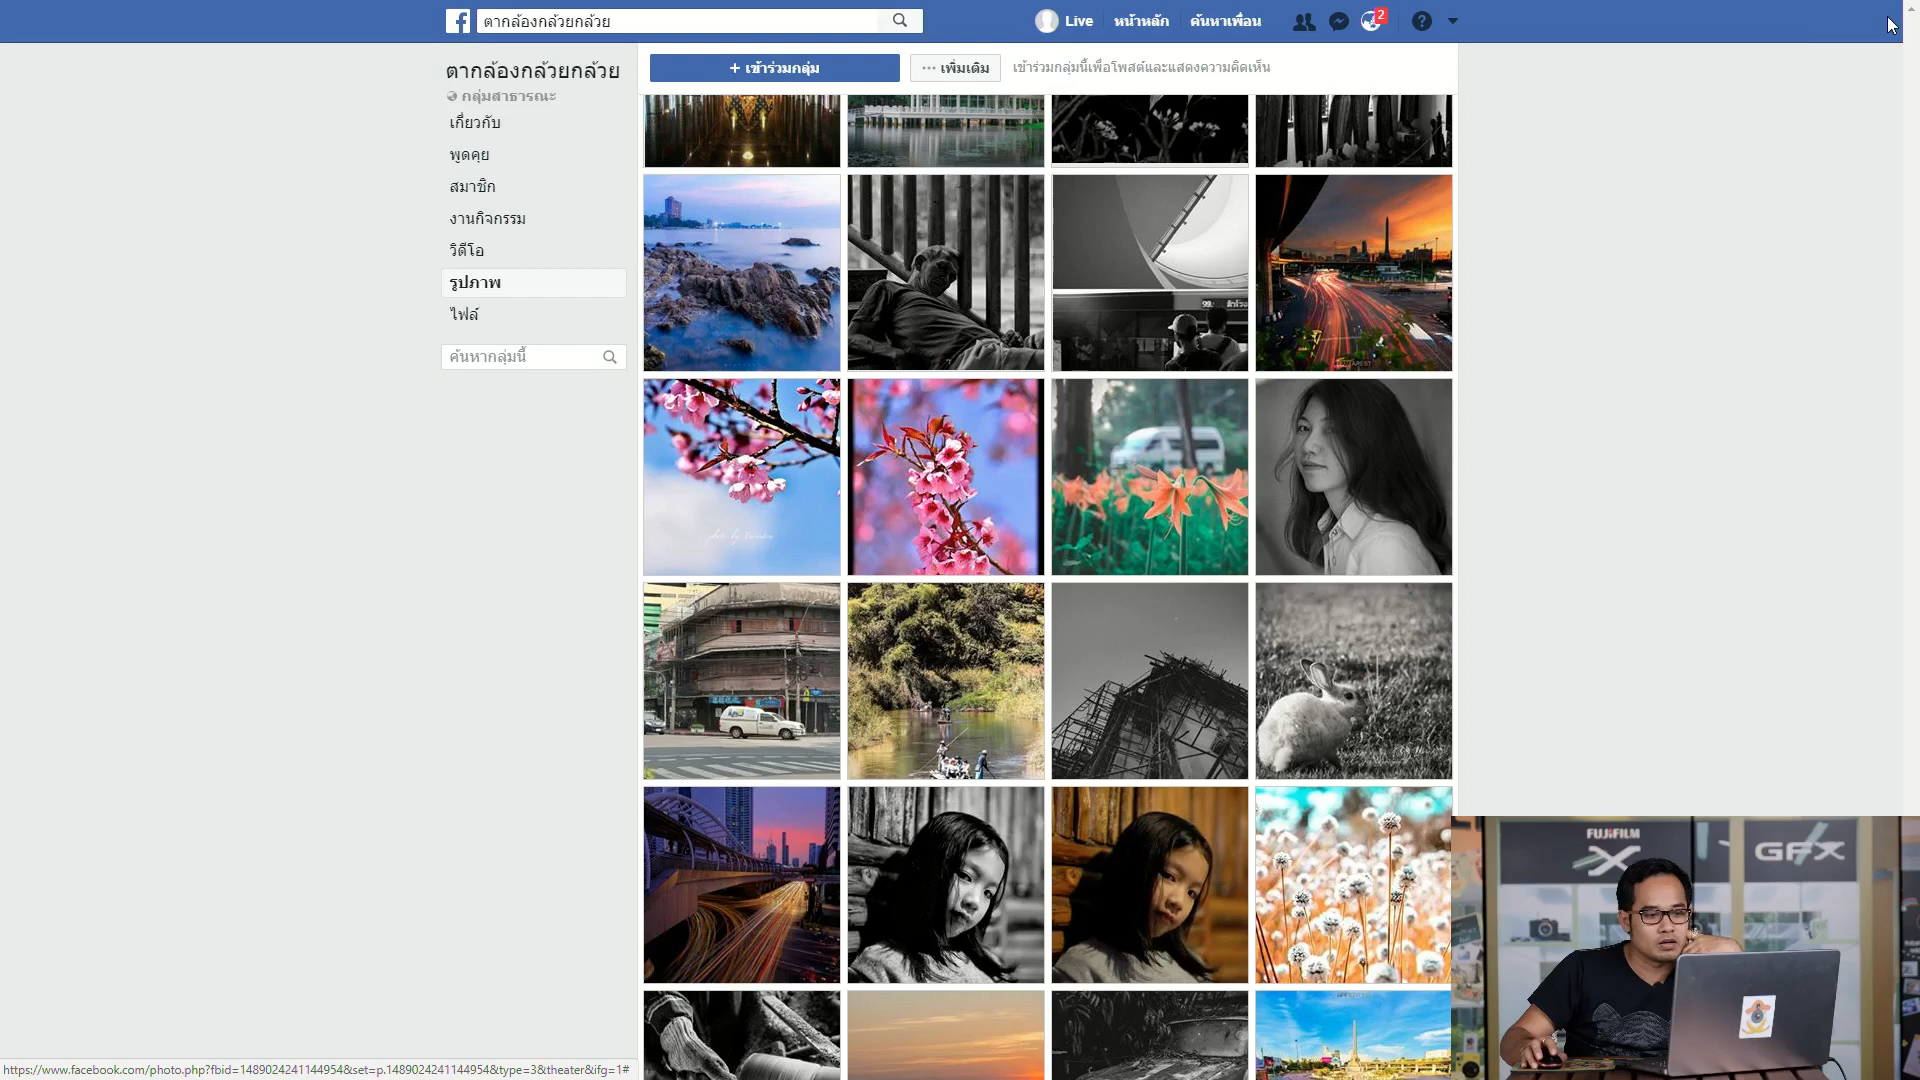 ตากล้องกล้วยกล้วย
Live
หน้าหลัก
ค้นหาเพื่อน
2
ตากล้องกล้วยกล้วย
กลุ่มสาธารณะ
เกี่ยวกับ
พูดคุย
สมาชิก
งานกิจกรรม
วิดีโอ
รูปภาพ
ไฟล์
ค้นหากลุ่มนี้
+ เข้าร่วมกลุ่ม
··· เพิ่มเติม
เข้าร่วมกลุ่มนี้เพื่อโพสต์และแสดงความคิดเห็น
FUJIFILM
X
GFX
https://www.facebook.com/photo.php?fbid=1489024241144954&set=p.1489024241144954&type=3&theater&ifg=1#